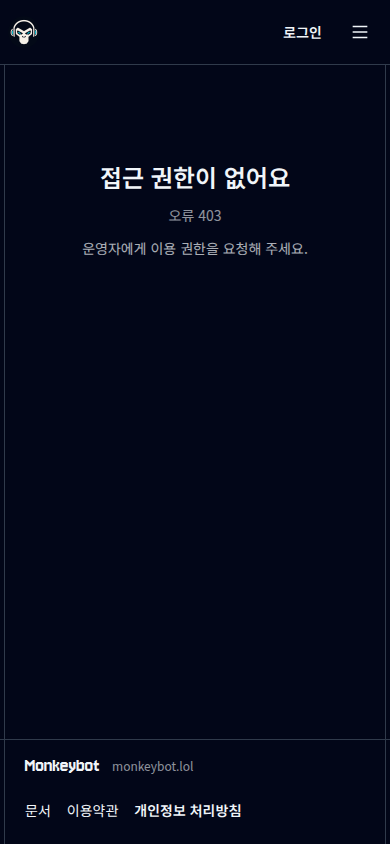 로그인
접근 권한이 없어요
오류 403
운영자에게 이용 권한을 요청해 주세요.
Monkeybot monkeybot.lol
문서 이용약관 개인정보 처리방침